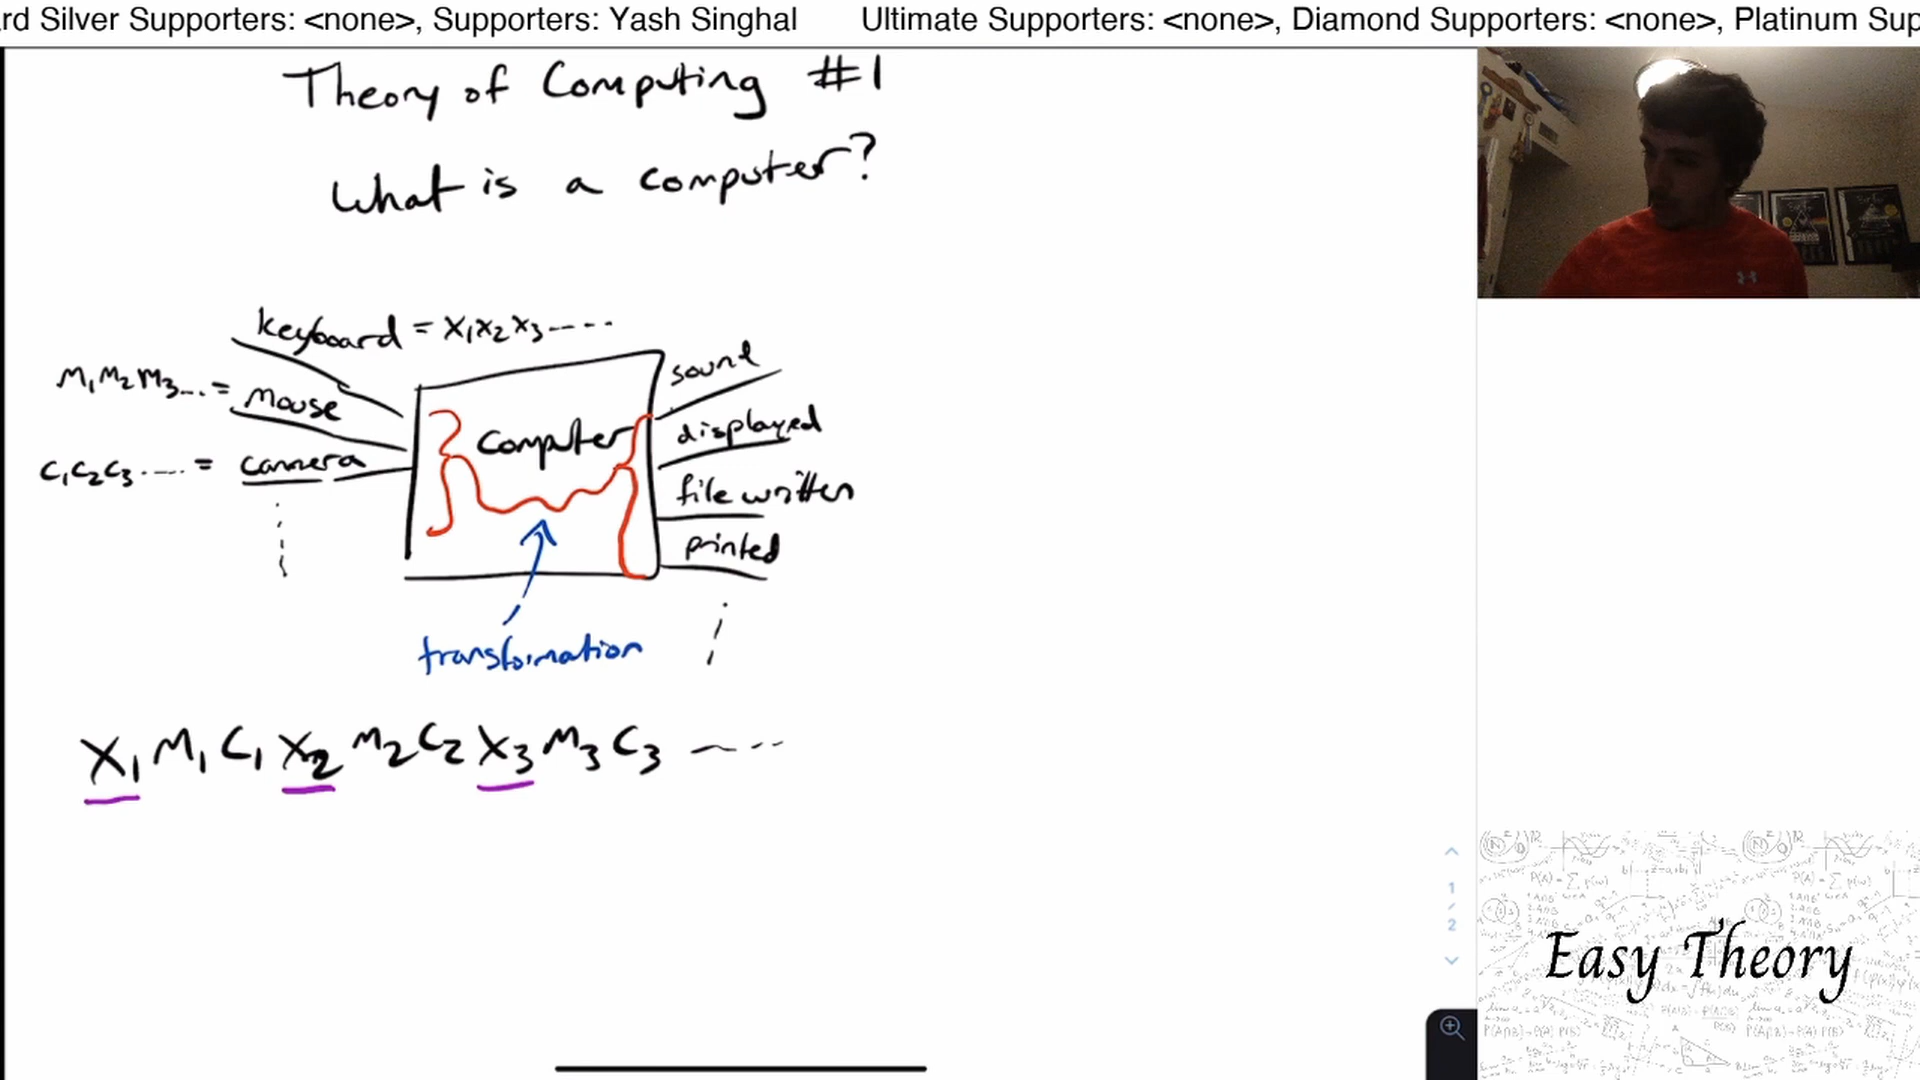 rd Silver Supporters: <none>, Supporters: Yash Singhal Ultimate Supporters: <none>, Diamond Supporters: <none>, Platinum Sup
Theory of Computing #1
What is a computer?
keyboard = X₁X₂X₃----
M₁M₂M₃... = Mouse
C₁C₂C₃..... = camera
Computer
sound
displayed
file written
printed
transformation
X₁ M₁ C₁ X₂ M₂ C₂ X₃ M₃ C₃ ----
1
2
Easy Theory